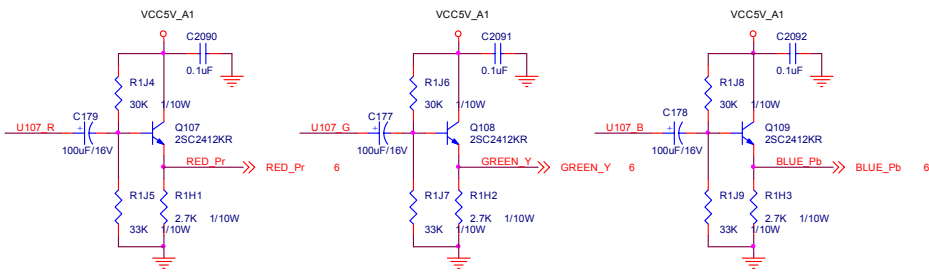 VCC5V_A1
C2090
0.1uF
R1J4
30K 1/10W
U107_R
C179
+
100uF/16V
Q107
2SC2412KR
RED_Pr
RED_Pr 6
R1J5
33K 1/10W
R1H1
2.7K 1/10W
VCC5V_A1
C2091
0.1uF
R1J6
30K 1/10W
U107_G
C177
+
100uF/16V
Q108
2SC2412KR
GREEN_Y
GREEN_Y 6
R1J7
33K 1/10W
R1H2
2.7K 1/10W
VCC5V_A1
C2092
0.1uF
R1J8
30K 1/10W
U107_B
C178
+
100uF/16V
Q109
2SC2412KR
BLUE_Pb
BLUE_Pb 6
R1J9
33K 1/10W
R1H3
2.7K 1/10W